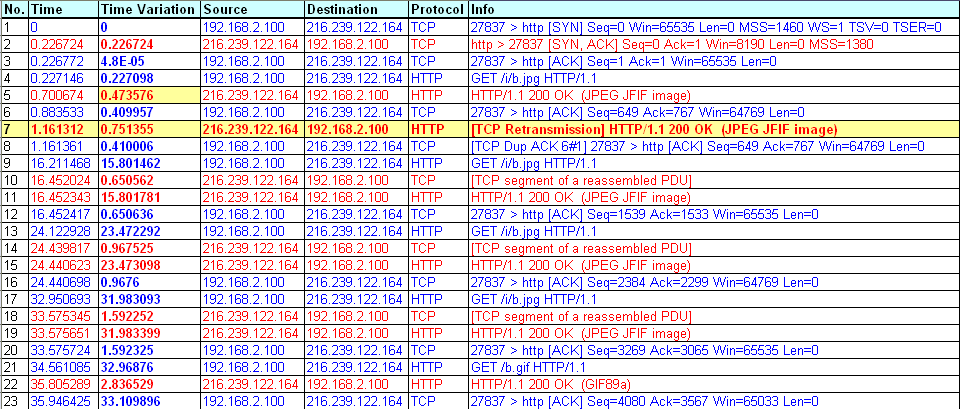 No. Time Time Variation Source Destination Protocol Info
1 0 0 192.168.2.100 216.239.122.164 TCP 27837 > http [SYN] Seq=0 Win=65535 Len=0 MSS=1460 WS=1 TSV=0 TSER=0
2 0.226724 0.226724 216.239.122.164 192.168.2.100 TCP http > 27837 [SYN, ACK] Seq=0 Ack=1 Win=8190 Len=0 MSS=1380
3 0.226772 4.8E-05 192.168.2.100 216.239.122.164 TCP 27837 > http [ACK] Seq=1 Ack=1 Win=65535 Len=0
4 0.227146 0.227098 192.168.2.100 216.239.122.164 HTTP GET /i/b.jpg HTTP/1.1
5 0.700674 0.473576 216.239.122.164 192.168.2.100 HTTP HTTP/1.1 200 OK (JPEG JFIF image)
6 0.883533 0.409957 192.168.2.100 216.239.122.164 TCP 27837 > http [ACK] Seq=649 Ack=767 Win=64769 Len=0
7 1.161312 0.751355 216.239.122.164 192.168.2.100 HTTP [TCP Retransmission] HTTP/1.1 200 OK (JPEG JFIF image)
8 1.161361 0.410006 192.168.2.100 216.239.122.164 TCP [TCP Dup ACK 6#1] 27837 > http [ACK] Seq=649 Ack=767 Win=64769 Len=0
9 16.211468 15.801462 192.168.2.100 216.239.122.164 HTTP GET /i/b.jpg HTTP/1.1
10 16.452024 0.650562 216.239.122.164 192.168.2.100 TCP [TCP segment of a reassembled PDU]
11 16.452343 15.801781 216.239.122.164 192.168.2.100 HTTP HTTP/1.1 200 OK (JPEG JFIF image)
12 16.452417 0.650636 192.168.2.100 216.239.122.164 TCP 27837 > http [ACK] Seq=1539 Ack=1533 Win=65535 Len=0
13 24.122928 23.472292 192.168.2.100 216.239.122.164 HTTP GET /i/b.jpg HTTP/1.1
14 24.439817 0.967525 216.239.122.164 192.168.2.100 TCP [TCP segment of a reassembled PDU]
15 24.440623 23.473098 216.239.122.164 192.168.2.100 HTTP HTTP/1.1 200 OK (JPEG JFIF image)
16 24.440698 0.9676 192.168.2.100 216.239.122.164 TCP 27837 > http [ACK] Seq=2384 Ack=2299 Win=64769 Len=0
17 32.950693 31.983093 192.168.2.100 216.239.122.164 HTTP GET /i/b.jpg HTTP/1.1
18 33.575345 1.592252 216.239.122.164 192.168.2.100 TCP [TCP segment of a reassembled PDU]
19 33.575651 31.983399 216.239.122.164 192.168.2.100 HTTP HTTP/1.1 200 OK (JPEG JFIF image)
20 33.575724 1.592325 192.168.2.100 216.239.122.164 TCP 27837 > http [ACK] Seq=3269 Ack=3065 Win=65535 Len=0
21 34.561085 32.96876 192.168.2.100 216.239.122.164 HTTP GET /b.gif HTTP/1.1
22 35.805289 2.836529 216.239.122.164 192.168.2.100 HTTP HTTP/1.1 200 OK (GIF89a)
23 35.946425 33.109896 192.168.2.100 216.239.122.164 TCP 27837 > http [ACK] Seq=4080 Ack=3567 Win=65033 Len=0